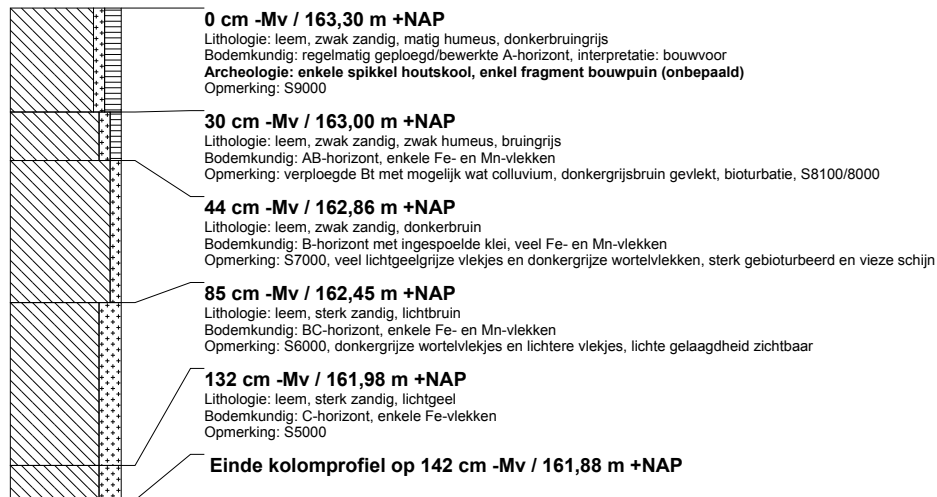 0 cm -Mv / 163,30 m +NAP
Lithologie: leem, zwak zandig, matig humeus, donkerbruingrijs
Bodemkundig: regelmatig geploegd/bewerkte A-horizont, interpretatie: bouwvoor
Archeologie: enkele spikkel houtskool, enkel fragment bouwpuin (onbepaald)
Opmerking: S9000
30 cm -Mv / 163,00 m +NAP
Lithologie: leem, zwak zandig, zwak humeus, bruingrijs
Bodemkundig: AB-horizont, enkele Fe- en Mn-vlekken
Opmerking: verploegde Bt met mogelijk wat colluvium, donkergrijsbruin gevlekt, bioturbatie, S8100/8000
44 cm -Mv / 162,86 m +NAP
Lithologie: leem, zwak zandig, donkerbruin
Bodemkundig: B-horizont met ingespoelde klei, veel Fe- en Mn-vlekken
Opmerking: S7000, veel lichtgeelgrijze vlekjes en donkergrijze wortelvlekken, sterk gebioturbeerd en vieze schijn
85 cm -Mv / 162,45 m +NAP
Lithologie: leem, sterk zandig, lichtbruin
Bodemkundig: BC-horizont, enkele Fe- en Mn-vlekken
Opmerking: S6000, donkergrijze wortelvlekjes en lichtere vlekjes, lichte gelaagdheid zichtbaar
132 cm -Mv / 161,98 m +NAP
Lithologie: leem, sterk zandig, lichtgeel
Bodemkundig: C-horizont, enkele Fe-vlekken
Opmerking: S5000
Einde kolomprofiel op 142 cm -Mv / 161,88 m +NAP